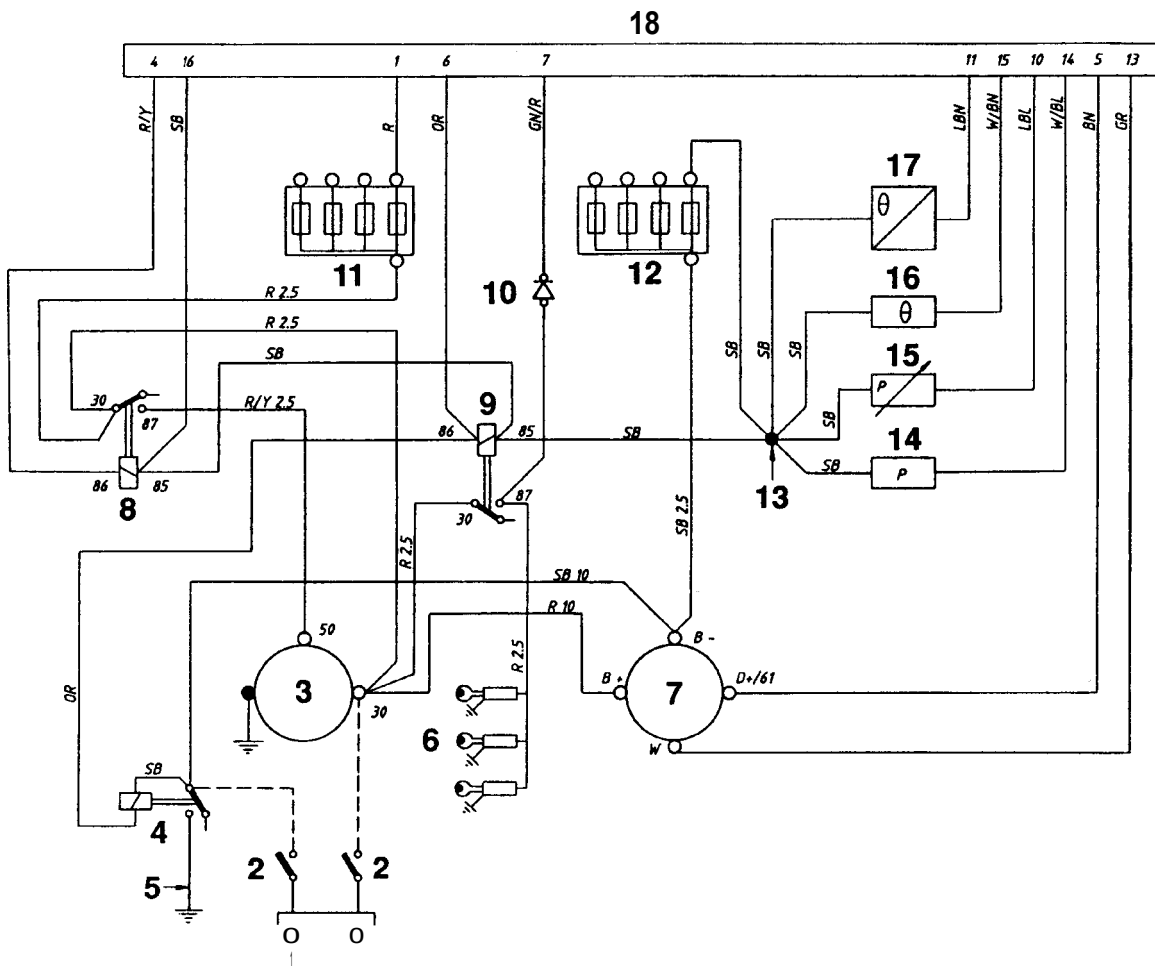 18
4 16 1 6 7 11 15 10 14 5 13
R/Y SB R OR GN/R LBN W/BN LBL W/BL BN GR
17
θ
11 12
10 16
R 2.5
θ
R 2.5
SB SB SB
SB 15
P
30 R/Y 2.5 9
87 86 85 SB SB 14
SB P
86 85 87 13
8 30
R 2.5 SB 2.5
SB 10
R 10
50 B -
R 2.5
3 B + 7 D+/61
OR 30
6 W
SB
4
2 2
5
O O